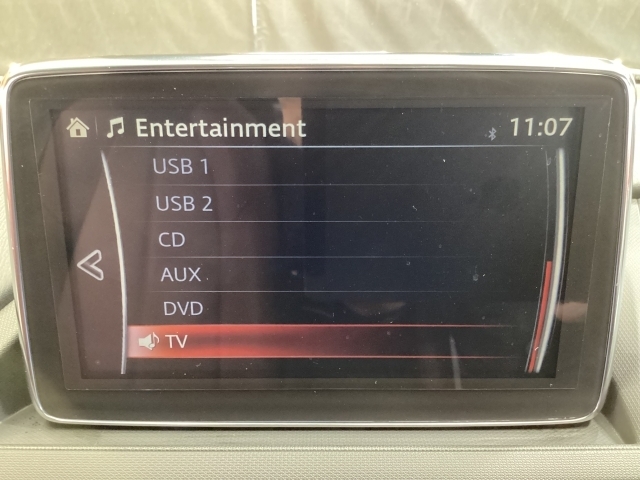 Entertainment 11:07
USB 1
USB 2
CD
AUX
DVD
TV